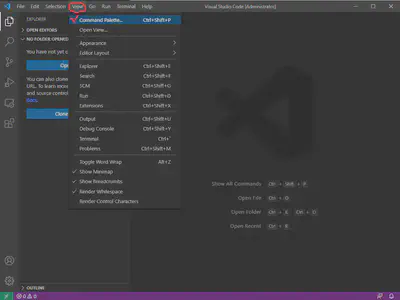 File Edit Selection View Go Run Terminal Help
Visual Studio Code [Administrator]
EXPLORER
OPEN EDITORS
NO FOLDER OPENED
You have not yet
Op
You can also clone
URL. To learn more
and source control
docs.
Clone
Command Palette... Ctrl+Shift+P
Open View...
Appearance
Editor Layout
Explorer Ctrl+Shift+E
Search Ctrl+Shift+F
SCM Ctrl+Shift+G
Run Ctrl+Shift+D
Extensions Ctrl+Shift+X
Output Ctrl+Shift+U
Debug Console Ctrl+Shift+Y
Terminal Ctrl+`
Problems Ctrl+Shift+M
Toggle Word Wrap Alt+Z
Show Minimap
Show Breadcrumbs
Render Whitespace
Render Control Characters
Show All Commands Ctrl + Shift + P
Open File Ctrl + O
Open Folder Ctrl + K Ctrl + O
Open Recent Ctrl + R
OUTLINE
0 0